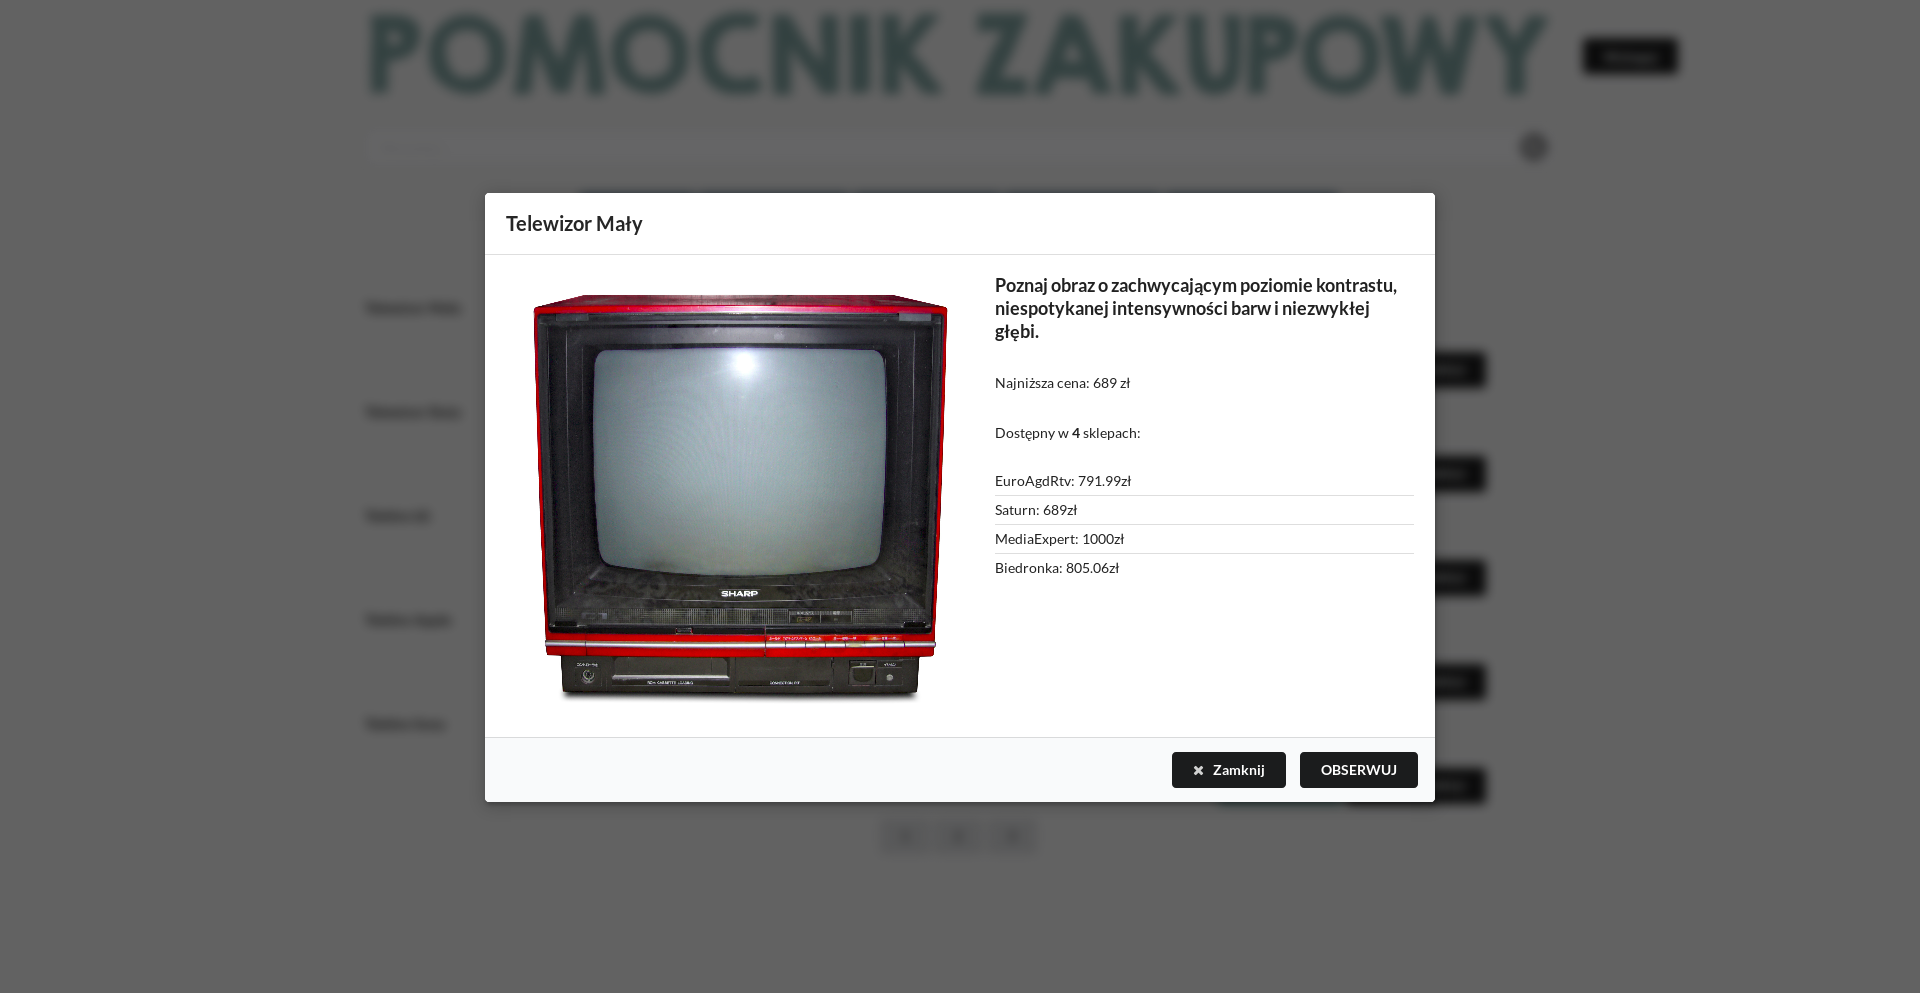 POMOCNIK ZAKUPOWY
Telewizor Mały
Poznaj obraz o zachwycającym poziomie kontrastu,
niespotykanej intensywności barw i niezwykłej
głębi.
Najniższa cena: 689 zł
Dostępny w 4 sklepach:
EuroAgdRtv: 791.99zł
Saturn: 689zł
MediaExpert: 1000zł
Biedronka: 805.06zł
SHARP
Zamknij
OBSERWUJ